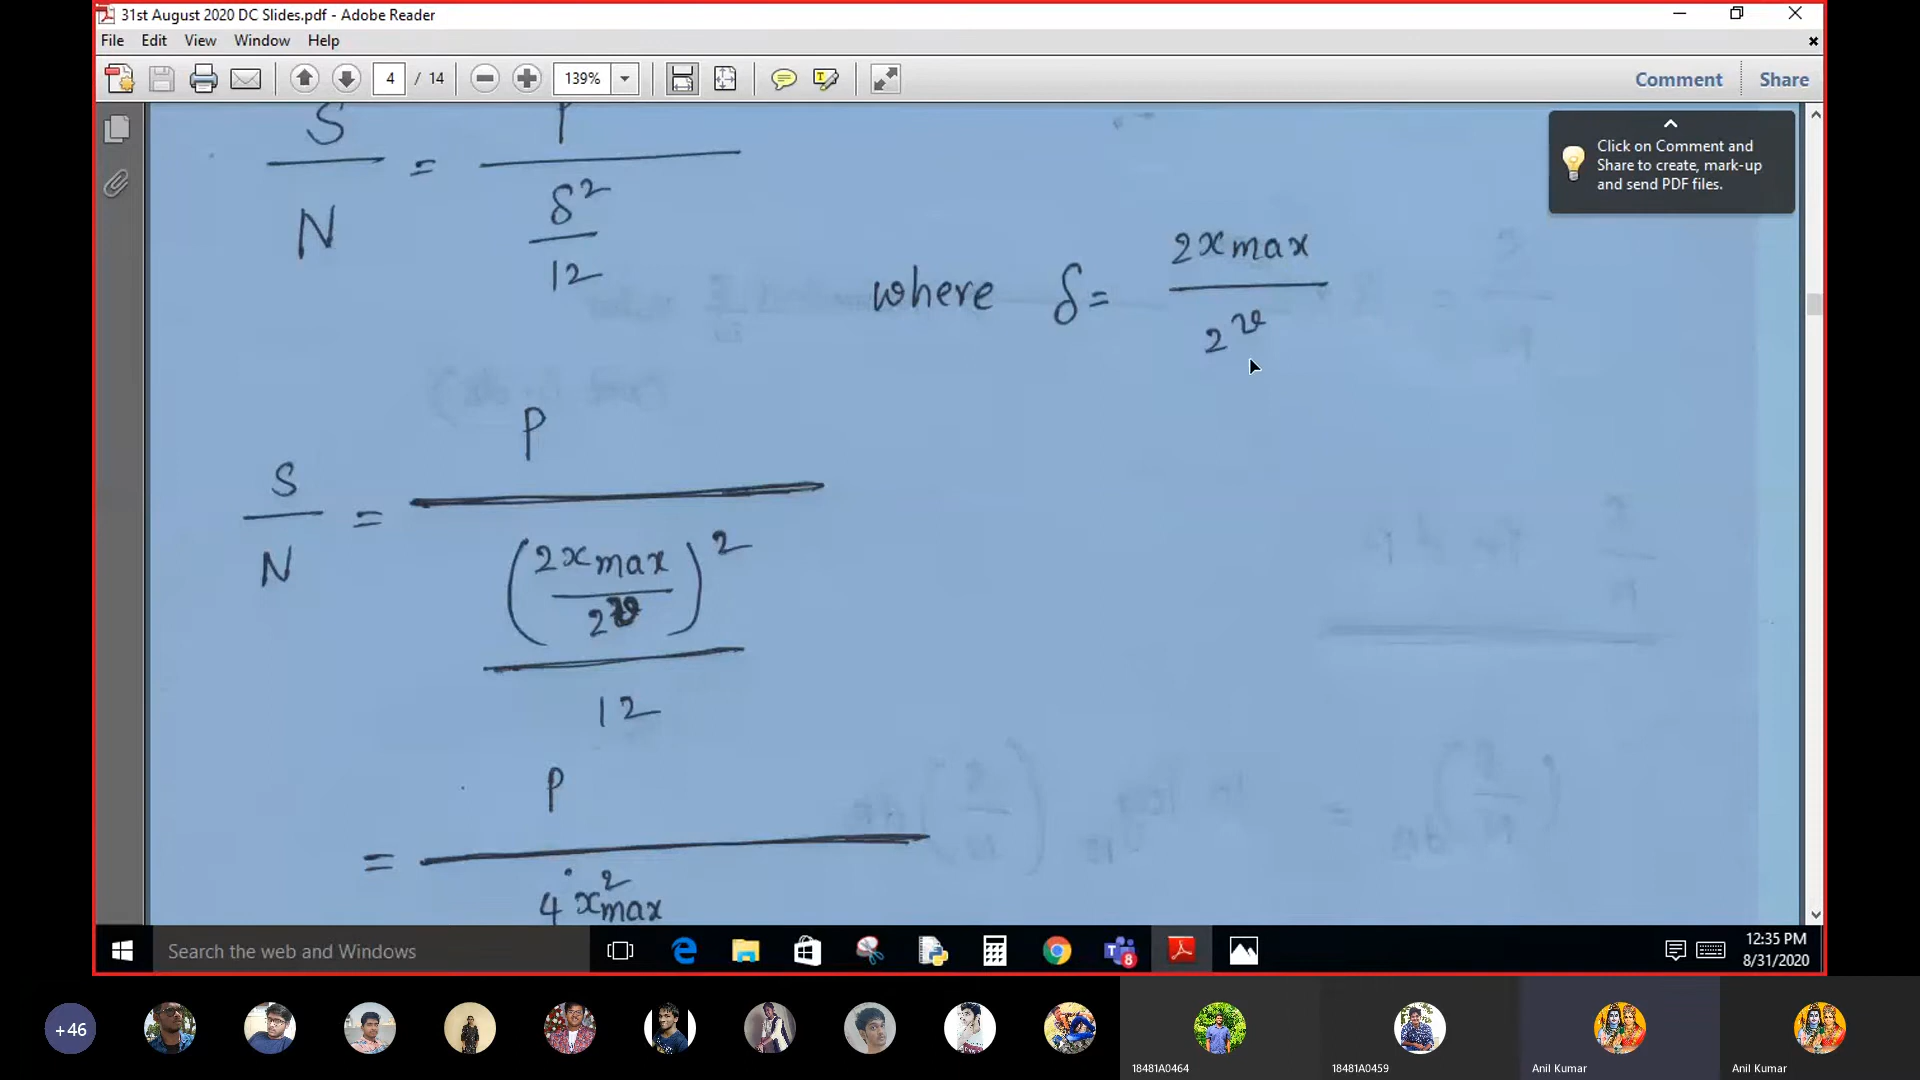 31st August 2020 DC Slides.pdf - Adobe Reader
File Edit View Window Help
4 / 14 139% Comment Share
Click on Comment and
Share to create, mark-up
and send PDF files.
S/N = P / (δ²/12)
where δ = 2xmax / 2^v
S/N = P / ((2xmax / 2^v)² / 12)
= P / 4 x²max
Search the web and Windows
8
12:35 PM
8/31/2020
+46
18481A0464 18481A0459 Anil Kumar Anil Kumar